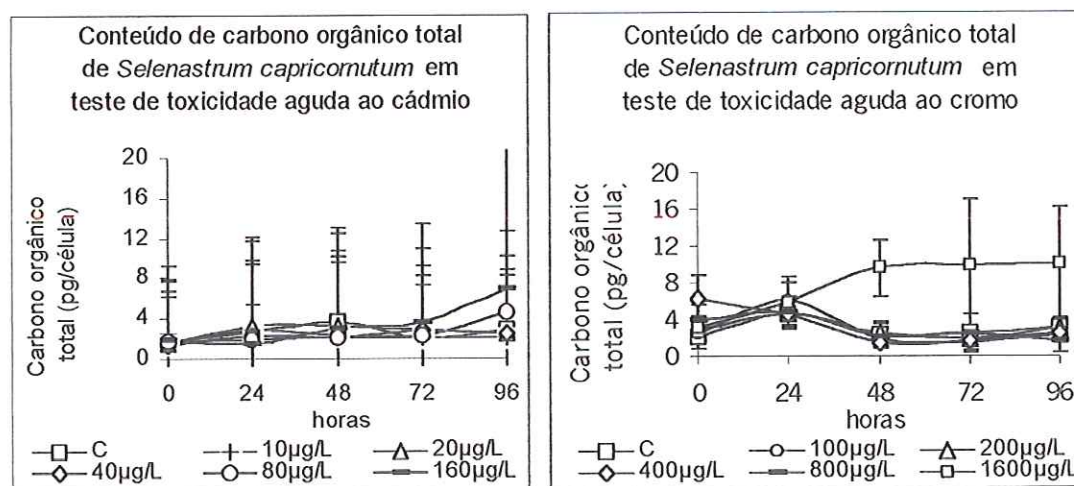 Conteúdo de carbono orgânico total
de Selenastrum capricornutum em
teste de toxicidade aguda ao cádmio
20
16
12
8
4
0
Carbono orgânico
total (pg/célula)
0 24 48 72 96
horas
C 10µg/L 20µg/L
40µg/L 80µg/L 160µg/L
Conteúdo de carbono orgânico total
de Selenastrum capricornutum em
teste de toxicidade aguda ao cromo
20
16
12
8
4
0
Carbono orgânico
total (pg/célula)
0 24 48 72 96
horas
C 100µg/L 200µg/L
400µg/L 800µg/L 1600µg/L